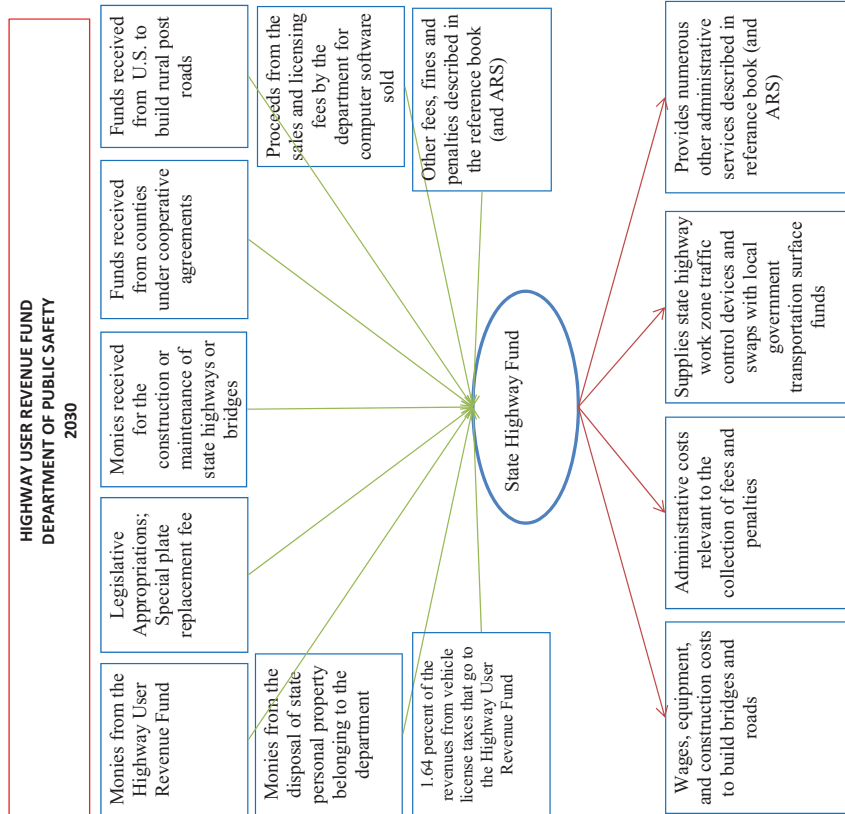 HIGHWAY USER REVENUE FUND
DEPARTMENT OF PUBLIC SAFETY
2030
Monies from the
Highway User
Revenue Fund
Legislative
Appropriations;
Special plate
replacement fee
Monies received
for the
construction or
maintenance of
state highways or
bridges
Funds received
from counties
under cooperative
agreements
Funds received
from U.S. to
build rural post
roads
Monies from the
disposal of state
personal property
belonging to the
department
Proceeds from the
sales and licensing
fees by the
department for
computer software
sold
1.64 percent of the
revenues from vehicle
license taxes that go to
the Highway User
Revenue Fund
Other fees, fines and
penalties described in
the reference book
(and ARS)
State Highway Fund
Wages, equipment,
and construction costs
to build bridges and
roads
Administrative costs
relevant to the
collection of fees and
penalties
Supplies state highway
work zone traffic
control devices and
swaps with local
government
transportation surface
funds
Provides numerous
other administrative
services described in
referance book (and
ARS)